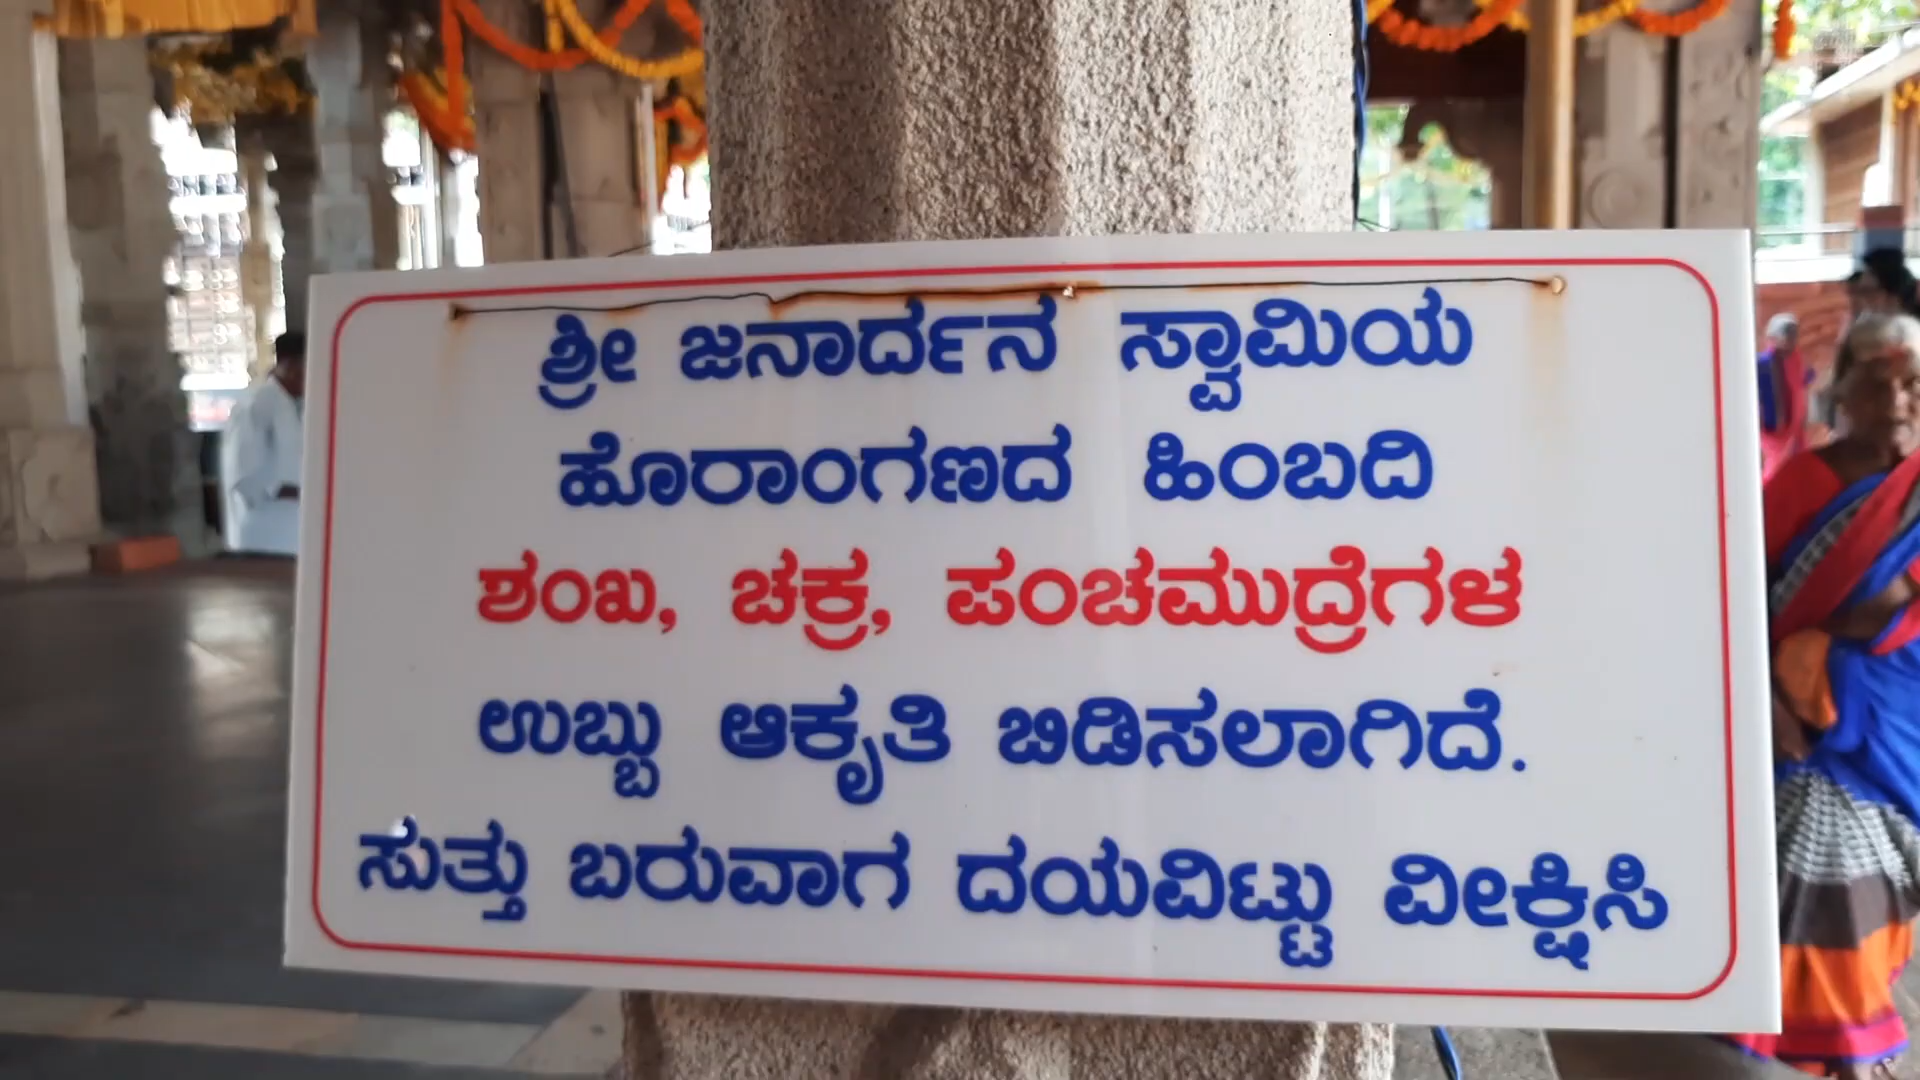 ಶ್ರೀ ಜನಾರ್ದನ ಸ್ವಾಮಿಯ
ಹೊರಾಂಗಣದ ಹಿಂಬದಿ
ಶಂಖ, ಚಕ್ರ, ಪಂಚಮುದ್ರೆಗಳ
ಉಬ್ಬು ಆಕೃತಿ ಬಿಡಿಸಲಾಗಿದೆ.
ಸುತ್ತು ಬರುವಾಗ ದಯವಿಟ್ಟು ವೀಕ್ಷಿಸಿ